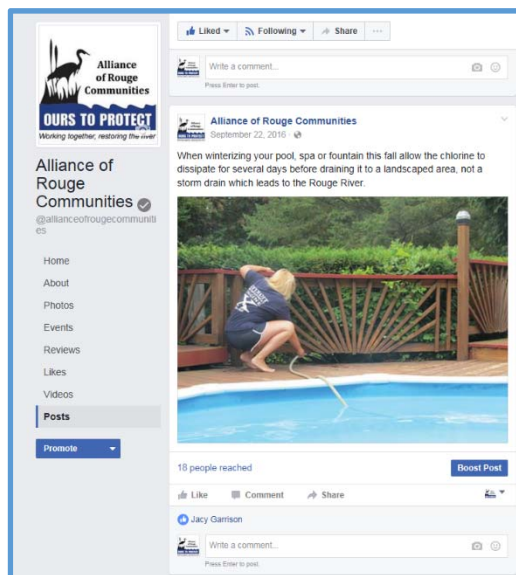 Alliance
of Rouge
Communities
OURS TO PROTECT
Working together, restoring the river
Alliance of
Rouge
Communities
@allianceofrougecommuniti
es
Home
About
Photos
Events
Reviews
Likes
Videos
Posts
Promote
Liked
Following
Share
Write a comment...
Press Enter to post.
Alliance of Rouge Communities
September 22, 2016 ·
When winterizing your pool, spa or fountain this fall allow the chlorine to
dissipate for several days before draining it to a landscaped area, not a
storm drain which leads to the Rouge River.
18 people reached
Boost Post
Like Comment Share
Jacy Garrison
Write a comment...
Press Enter to post.